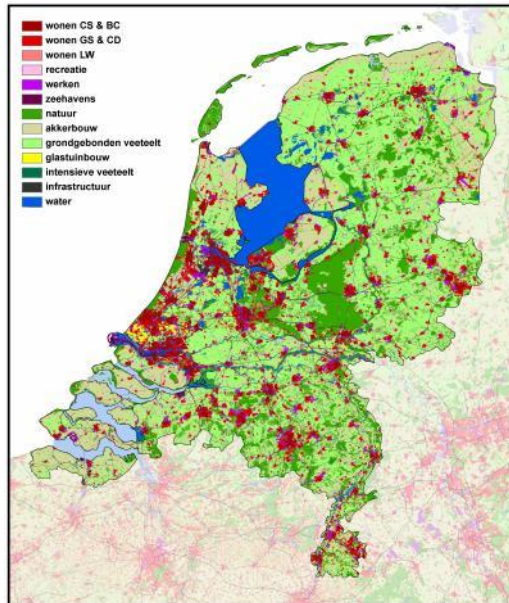 wonen CS & BC
wonen GS & CD
wonen LW
recreatie
werken
zeehavens
natuur
akkerbouw
grondgebonden veeteelt
glastuinbouw
intensieve veeteelt
infrastructuur
water